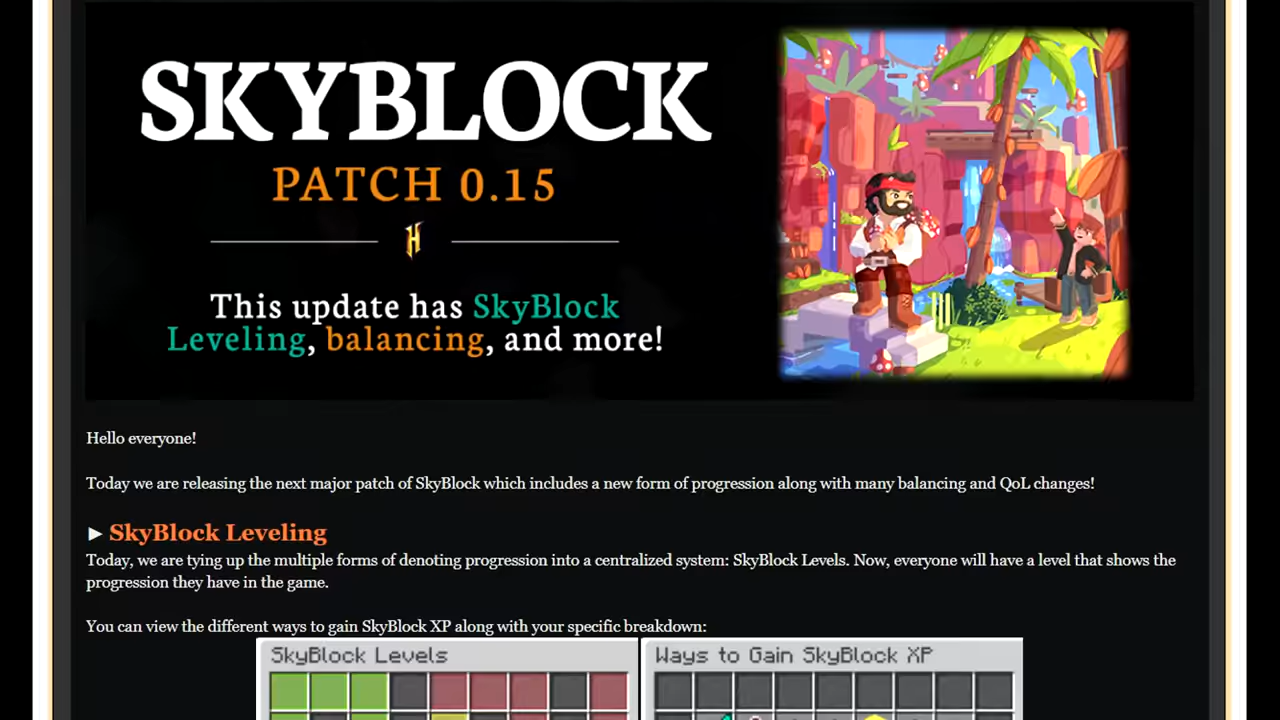 SKYBLOCK
PATCH 0.15
H
This update has SkyBlock
Leveling, balancing, and more!
Hello everyone!
Today we are releasing the next major patch of SkyBlock which includes a new form of progression along with many balancing and QoL changes!
► SkyBlock Leveling
Today, we are tying up the multiple forms of denoting progression into a centralized system: SkyBlock Levels. Now, everyone will have a level that shows the
progression they have in the game.
You can view the different ways to gain SkyBlock XP along with your specific breakdown:
SkyBlock Levels
Ways to Gain SkyBlock XP